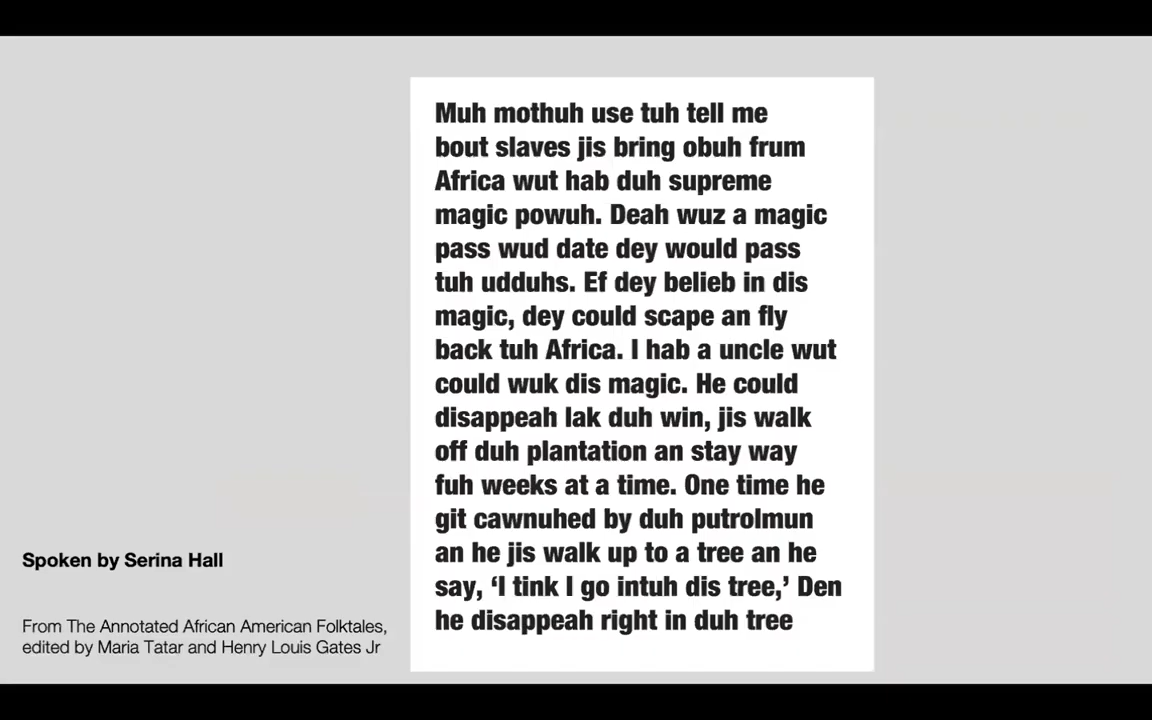 Muh mothuh use tuh tell me
bout slaves jis bring obuh frum
Africa wut hab duh supreme
magic powuh. Deah wuz a magic
pass wud date dey would pass
tuh udduhs. Ef dey belieb in dis
magic, dey could scape an fly
back tuh Africa. I hab a uncle wut
could wuk dis magic. He could
disappeah lak duh win, jis walk
off duh plantation an stay way
fuh weeks at a time. One time he
git cawnuhed by duh putrolmun
an he jis walk up to a tree an he
say, ‘I tink I go intuh dis tree,’ Den
he disappeah right in duh tree
Spoken by Serina Hall
From The Annotated African American Folktales,
edited by Maria Tatar and Henry Louis Gates Jr